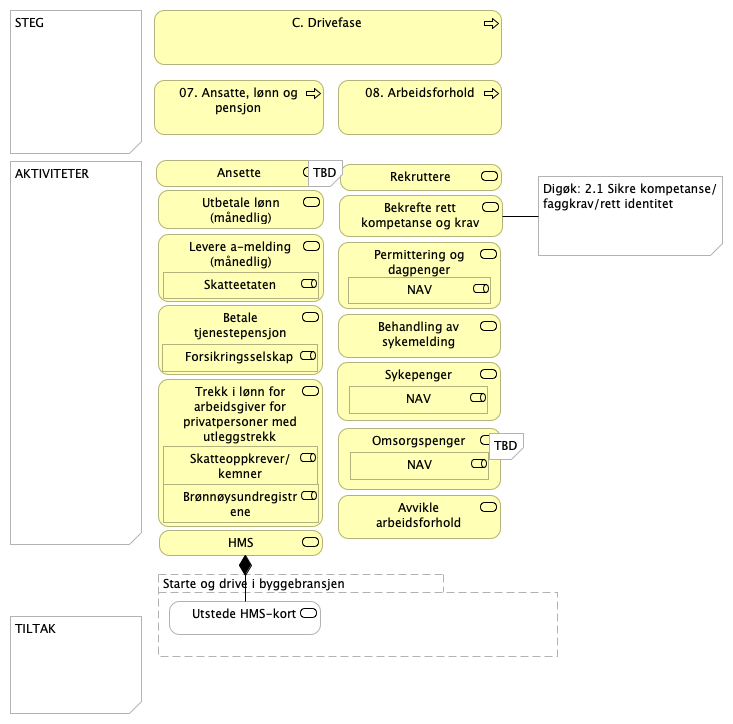 STEG
C. Drivefase
07. Ansatte, lønn og
pensjon
08. Arbeidsforhold
AKTIVITETER
Ansette
TBD
Utbetale lønn
(månedlig)
Levere a-melding
(månedlig)
Skatteetaten
Betale
tjenestepensjon
Forsikringsselskap
Trekk i lønn for
arbeidsgiver for
privatpersoner med
utleggstrekk
Skatteoppkrever/
kemner
Brønnøysundregistr
ene
HMS
Rekruttere
Bekrefte rett
kompetanse og krav
Digøk: 2.1 Sikre kompetanse/
faggkrav/rett identitet
Permittering og
dagpenger
NAV
Behandling av
sykemelding
Sykepenger
NAV
Omsorgspenger
TBD
NAV
Avvikle
arbeidsforhold
Starte og drive i byggebransjen
Utstede HMS-kort
TILTAK